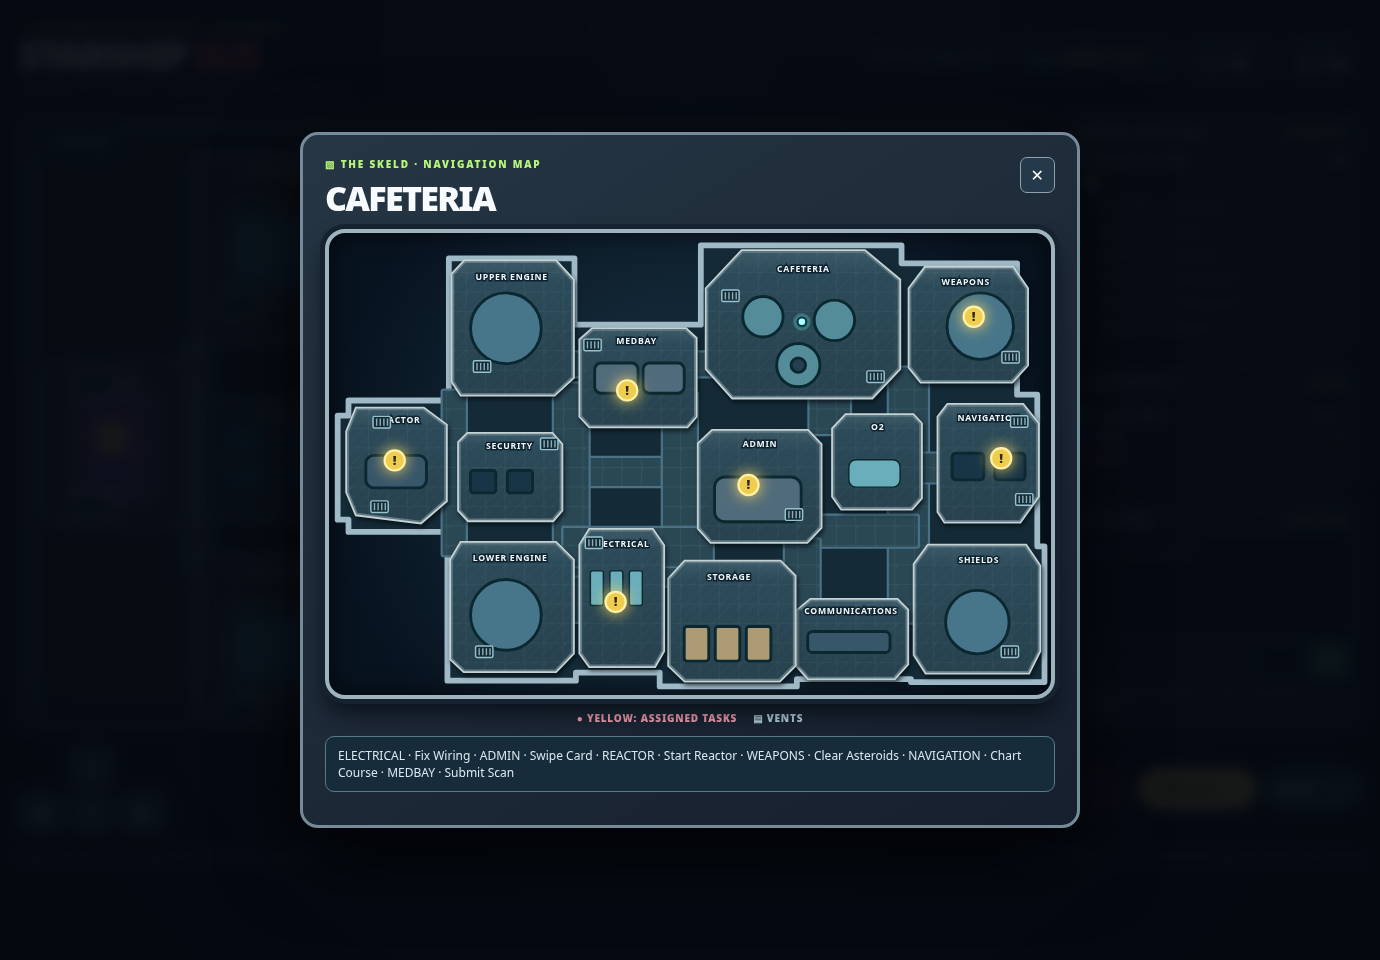 THE SKELD · NAVIGATION MAP
CAFETERIA
✕
CAFETERIA
UPPER ENGINE
WEAPONS
!
MEDBAY
!
ACTOR
!
SECURITY
ADMIN
!
O2
NAVIGATIO
!
LOWER ENGINE
ECTRICAL
!
STORAGE
COMMUNICATIONS
SHIELDS
● YELLOW: ASSIGNED TASKS ▤ VENTS
ELECTRICAL · Fix Wiring · ADMIN · Swipe Card · REACTOR · Start Reactor · WEAPONS · Clear Asteroids · NAVIGATION · Chart
Course · MEDBAY · Submit Scan